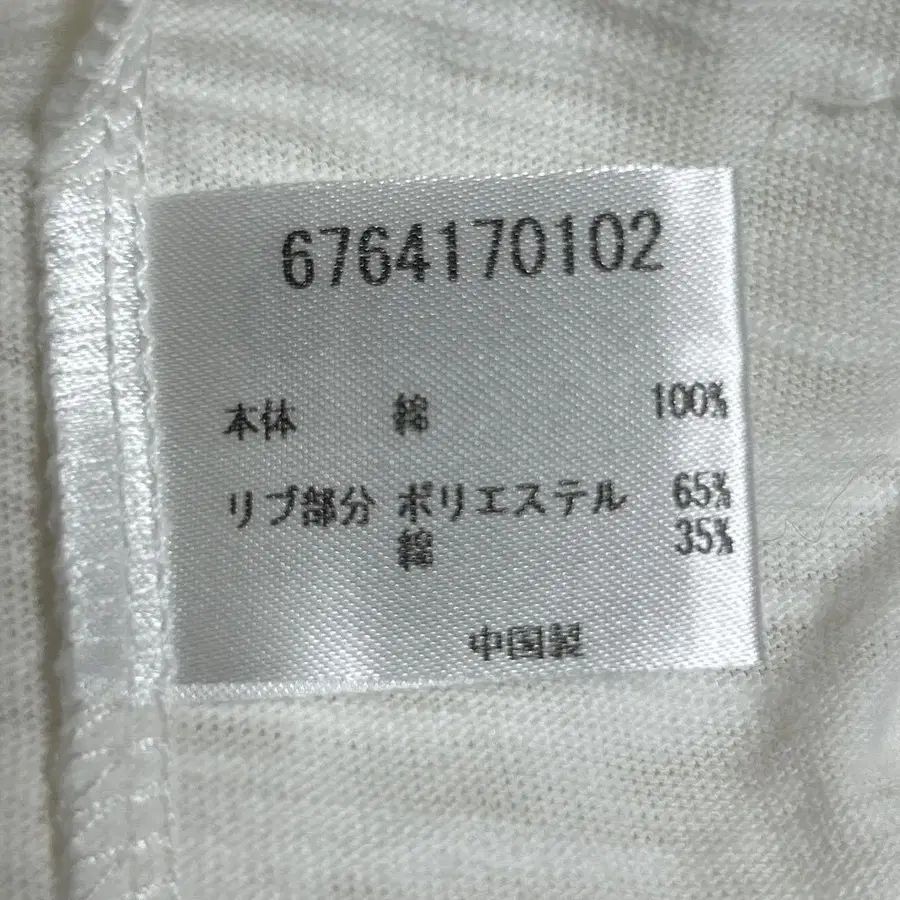 6764170102
本体 綿 100%
リブ部分 ポリエステル 65%
綿 35%
中国製